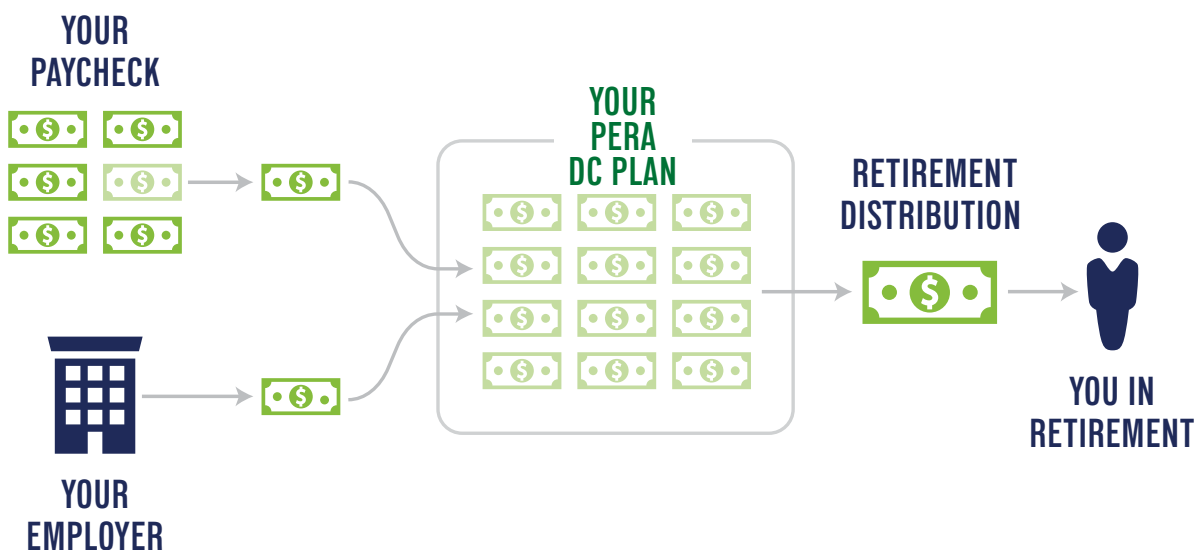 YOUR
PAYCHECK
YOUR
PERA
DC PLAN
RETIREMENT
DISTRIBUTION
YOU IN
RETIREMENT
YOUR
EMPLOYER